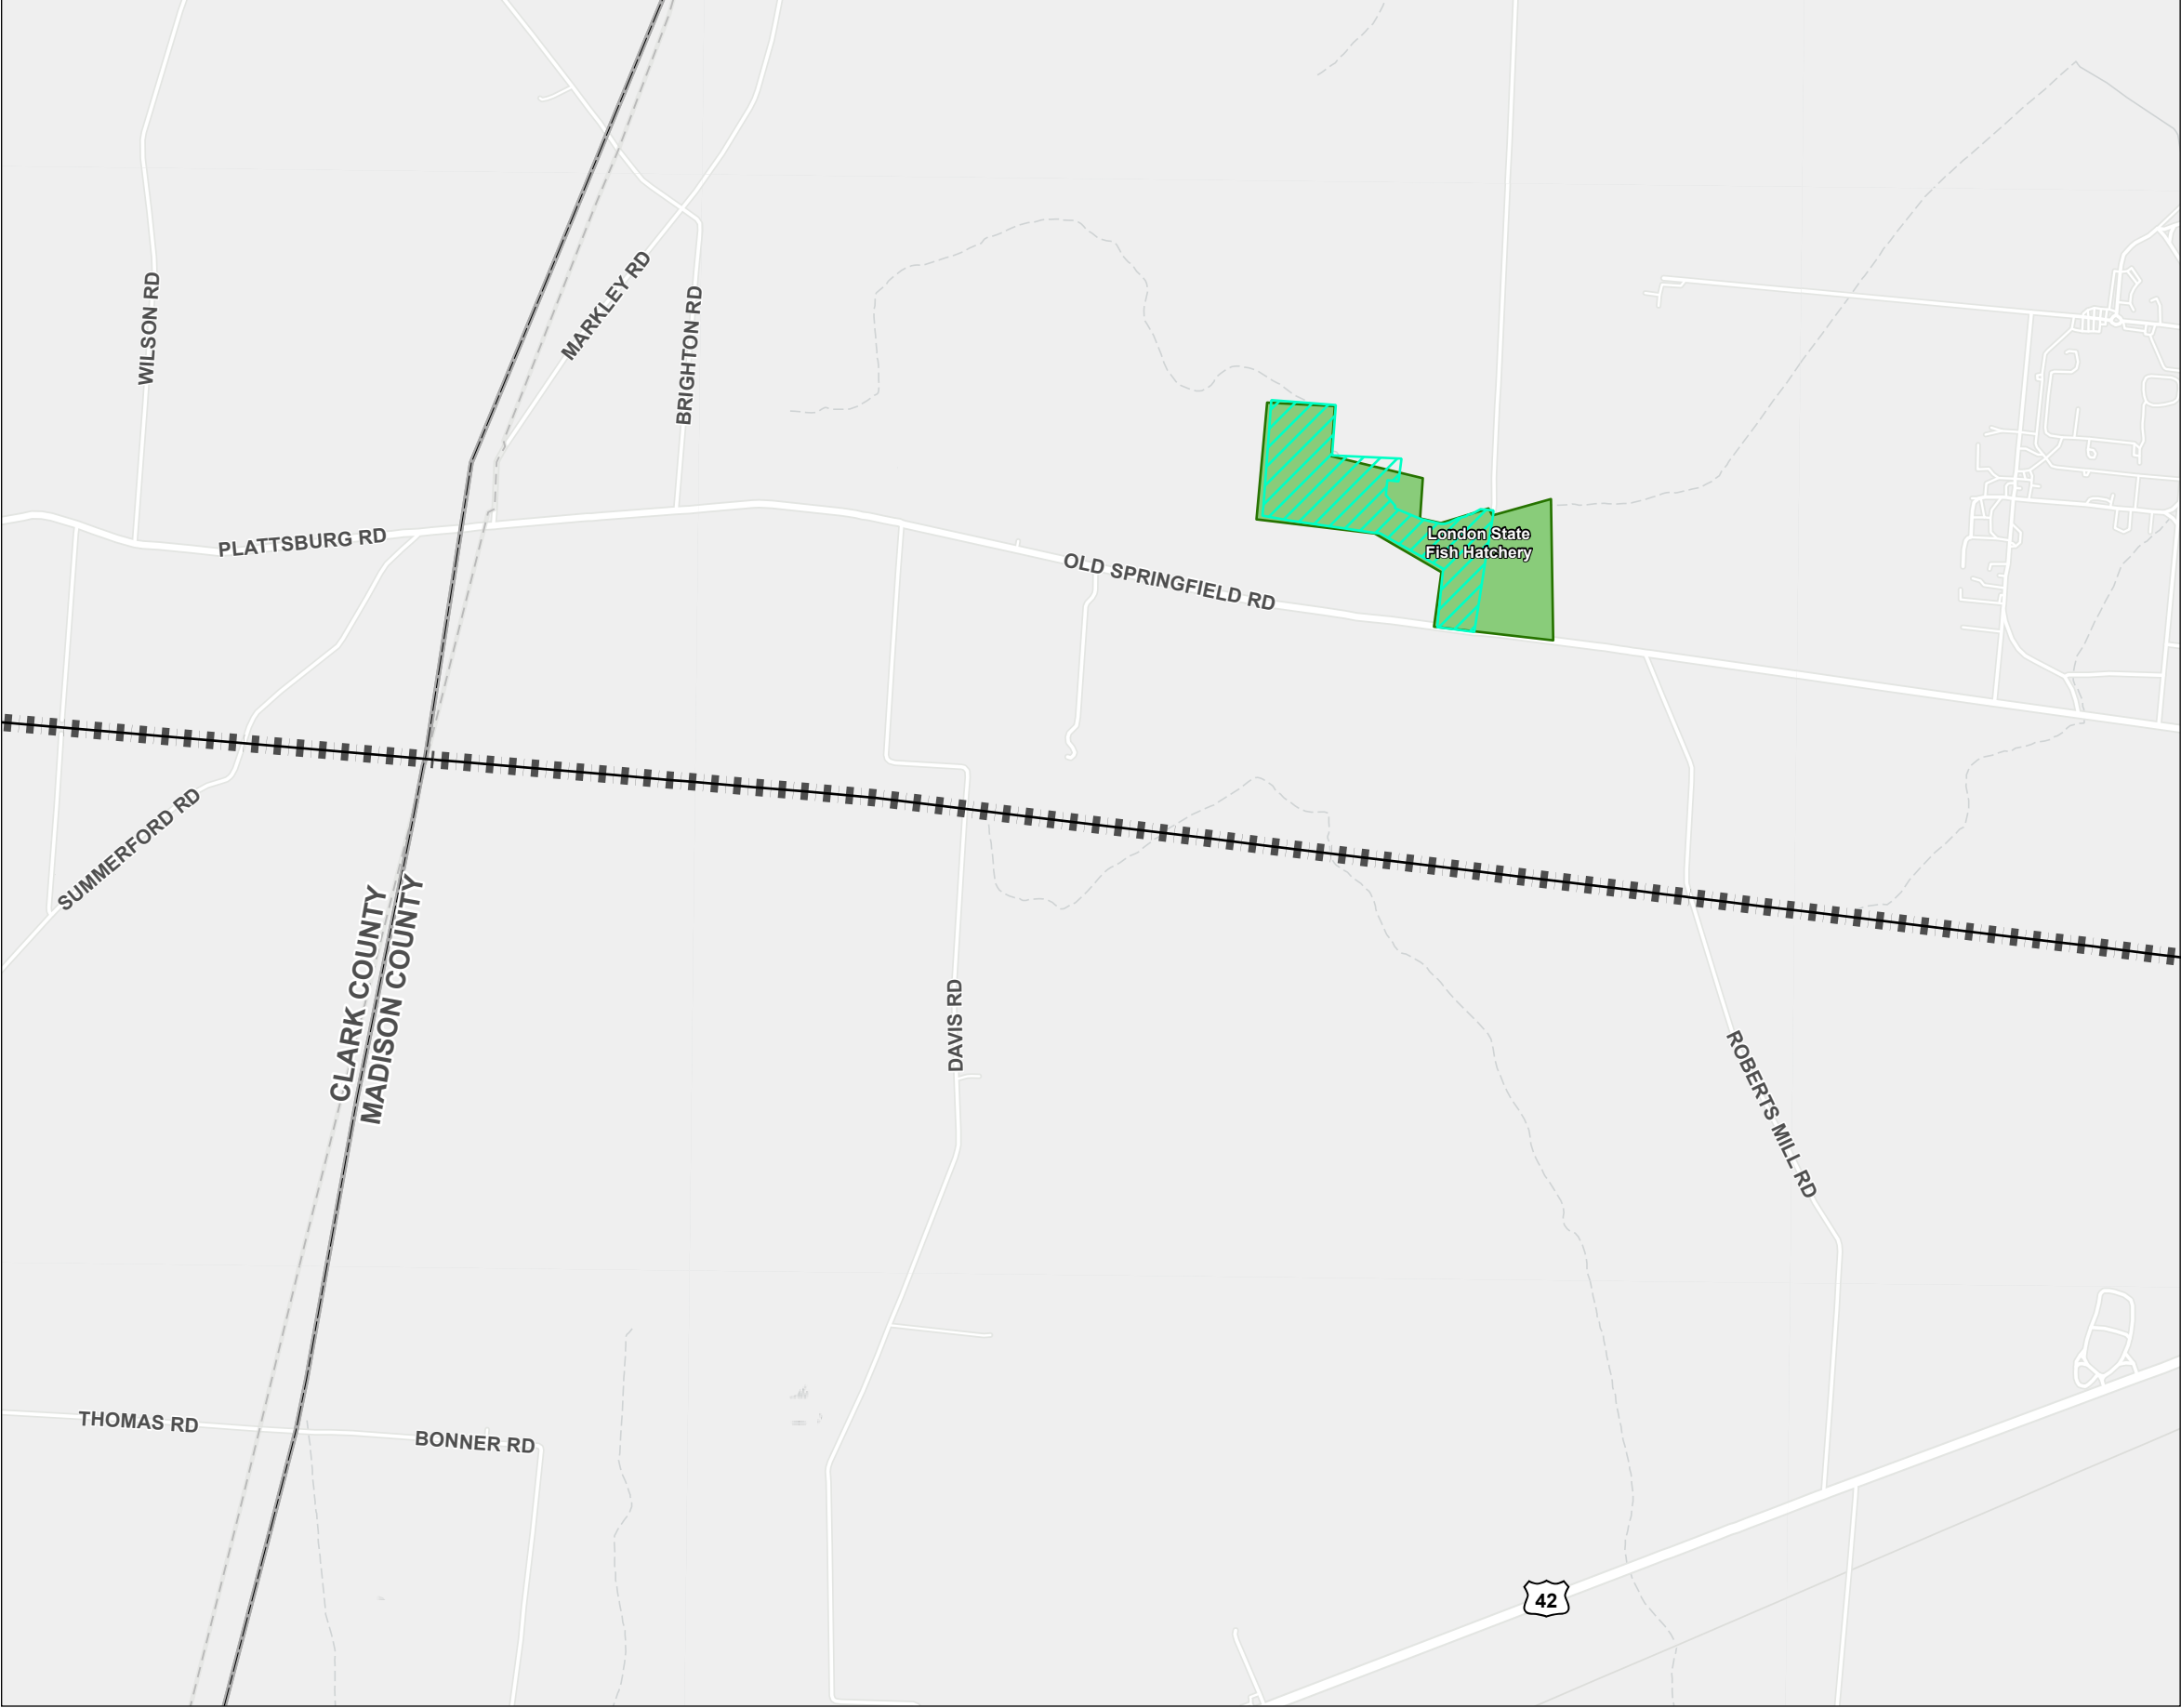 WILSON RD
MARKLEY RD
BRIGHTON RD
PLATTSBURG RD
London State
Fish Hatchery
OLD SPRINGFIELD RD
SUMMERFORD RD
CLARK COUNTY
MADISON COUNTY
DAVIS RD
ROBERTS MILL RD
THOMAS RD
BONNER RD
42